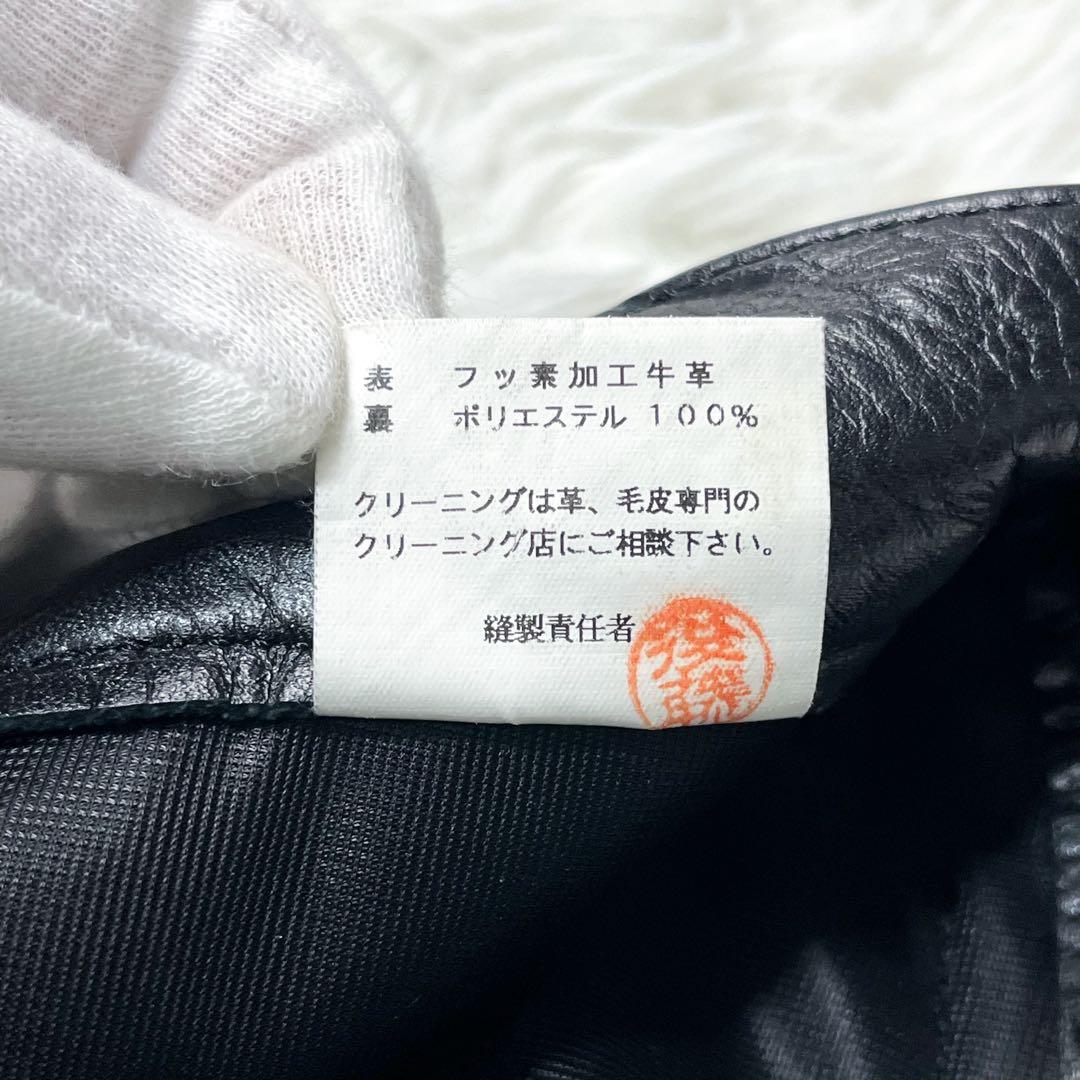 表 フッ素加工牛革
裏 ポリエステル 100%
クリーニングは革、毛皮専門の
クリーニング店にご相談下さい。
縫製責任者